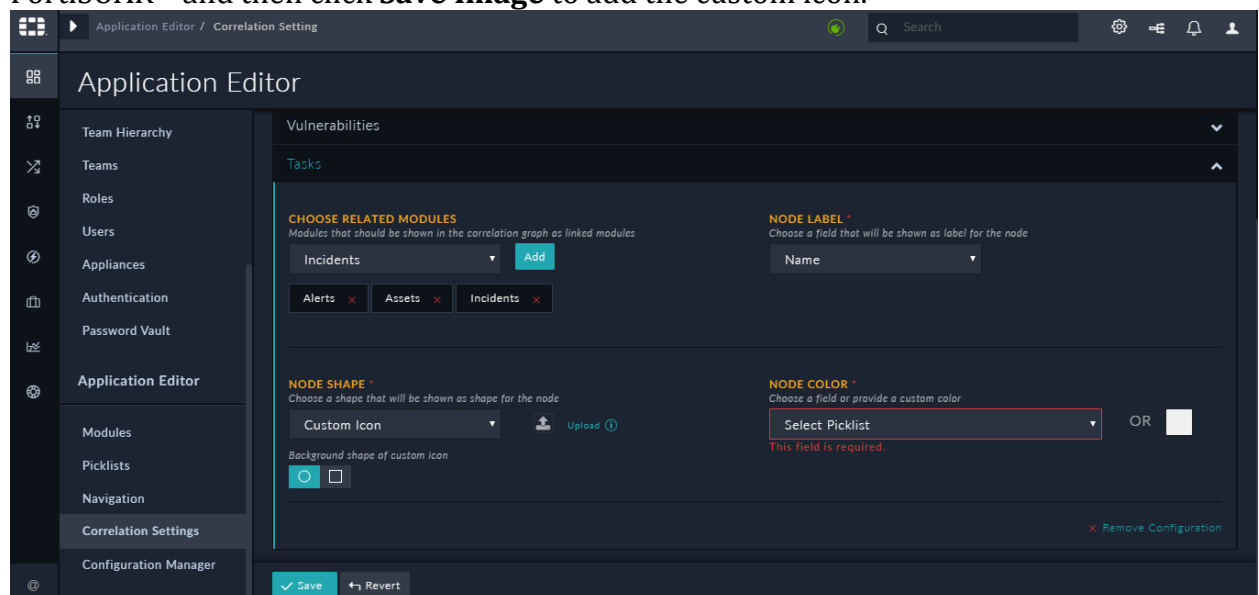 FortiSOAR™ and then click Save Image to add the custom icon.
Application Editor / Correlation Setting
Search
Application Editor
Team Hierarchy
Teams
Roles
Users
Appliances
Authentication
Password Vault
Application Editor
Modules
Picklists
Navigation
Correlation Settings
Configuration Manager
@
Vulnerabilities
Tasks
CHOOSE RELATED MODULES
Modules that should be shown in the correlation graph as linked modules
Incidents
Add
Alerts × Assets × Incidents ×
NODE LABEL *
Choose a field that will be shown as label for the node
Name
NODE SHAPE *
Choose a shape that will be shown as shape for the node
Custom Icon
Upload
Background shape of custom icon
NODE COLOR *
Choose a field or provide a custom color
Select Picklist
OR
This field is required.
× Remove Configuration
Save
Revert